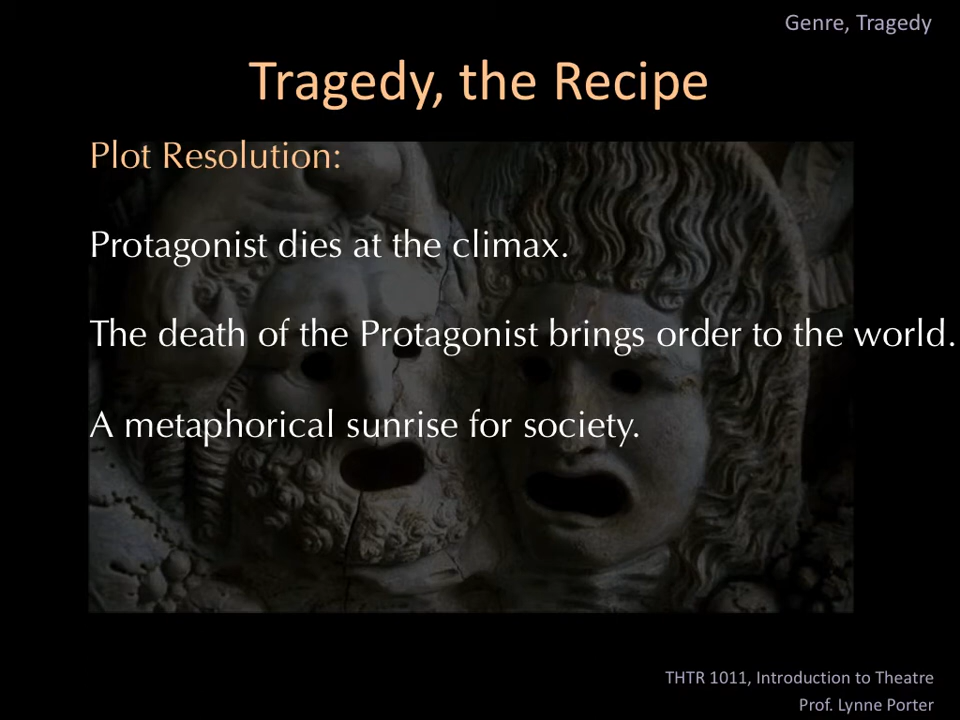 Genre, Tragedy
Tragedy, the Recipe
Plot Resolution:
Protagonist dies at the climax.
The death of the Protagonist brings order to the world.
A metaphorical sunrise for society.
THTR 1011, Introduction to Theatre
Prof. Lynne Porter